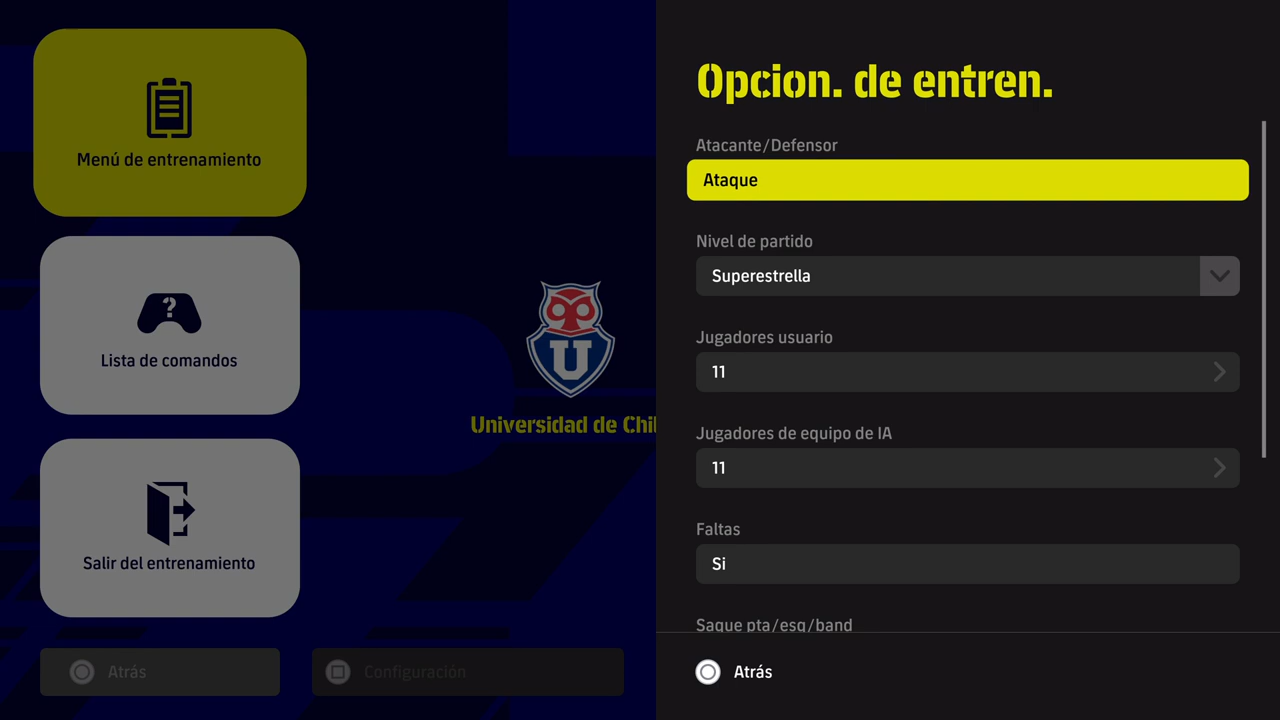 Menú de entrenamiento
?
Lista de comandos
Salir del entrenamiento
Atrás
Configuración
U
Universidad de Chil
Opcion. de entren.
Atacante/Defensor
Ataque
Nivel de partido
Superestrella
Jugadores usuario
11
Jugadores de equipo de IA
11
Faltas
Si
Saque pta/esq/band
Atrás